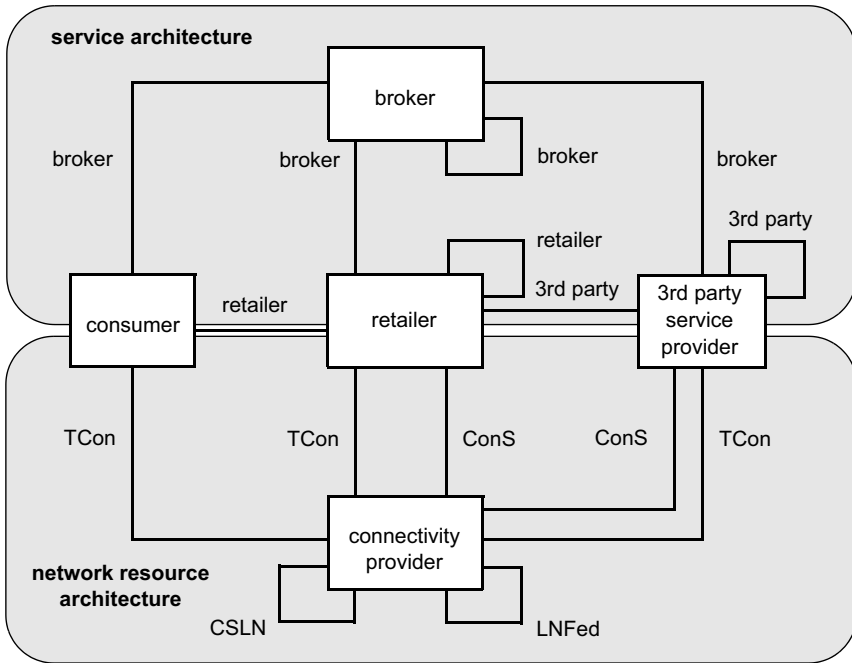 service architecture
broker
broker
broker
broker
broker
3rd party
retailer
retailer
3rd party
consumer
retailer
3rd party
service
provider
TCon
TCon
ConS
ConS
TCon
connectivity
provider
network resource
architecture
CSLN
LNFed